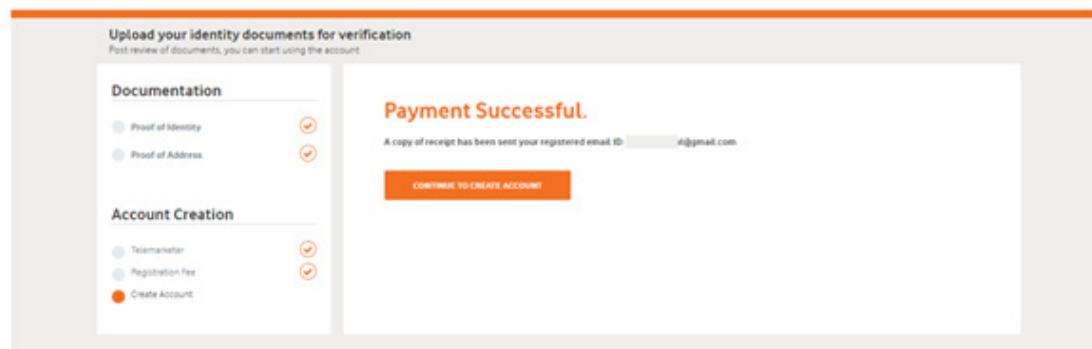 Upload your identity documents for verification
Post review of documents, you can start using the account
Documentation
Proof of Identity
Proof of Address
Account Creation
Telemarketer
Registration Fee
Create Account
Payment Successful.
A copy of receipt has been sent your registered email ID: @gmail.com
CONTINUE TO CREATE ACCOUNT